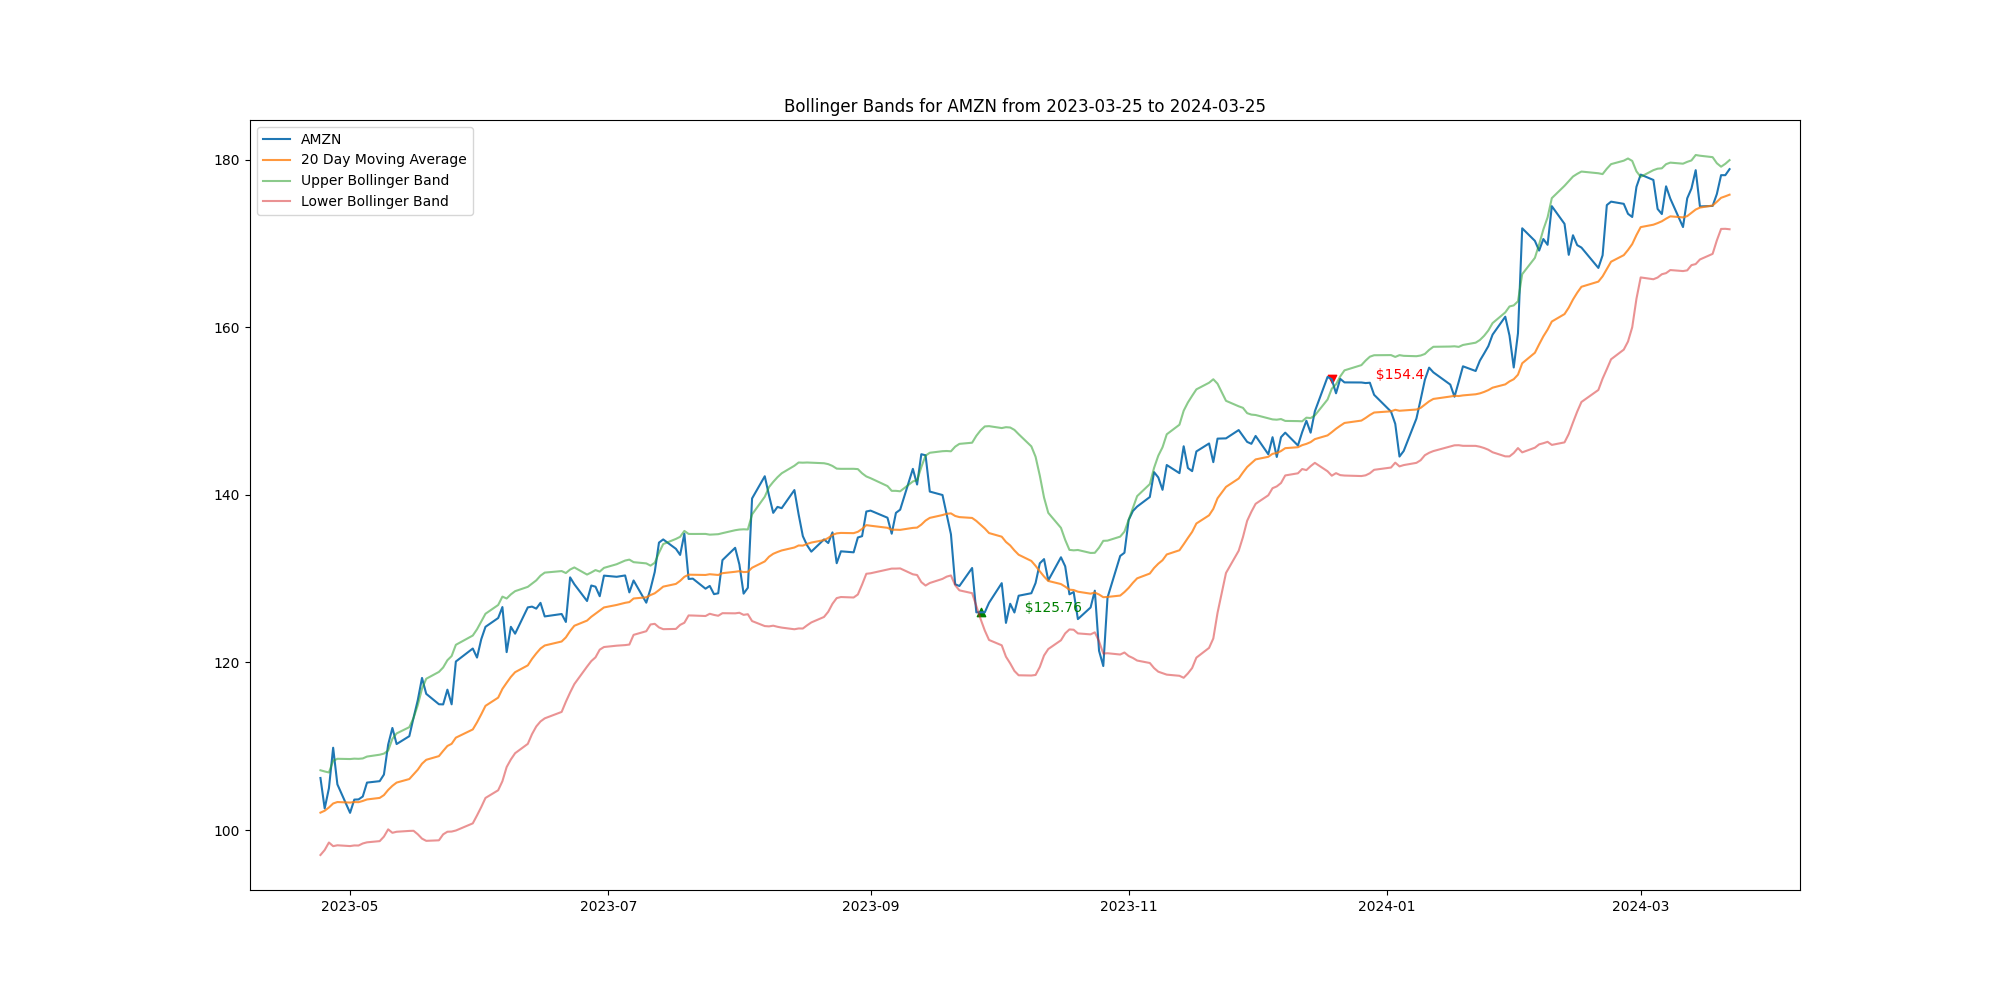 Bollinger Bands for AMZN from 2023-03-25 to 2024-03-25
AMZN
20 Day Moving Average
Upper Bollinger Band
Lower Bollinger Band
180
160
140
120
100
$154.4
$125.76
2023-05
2023-07
2023-09
2023-11
2024-01
2024-03